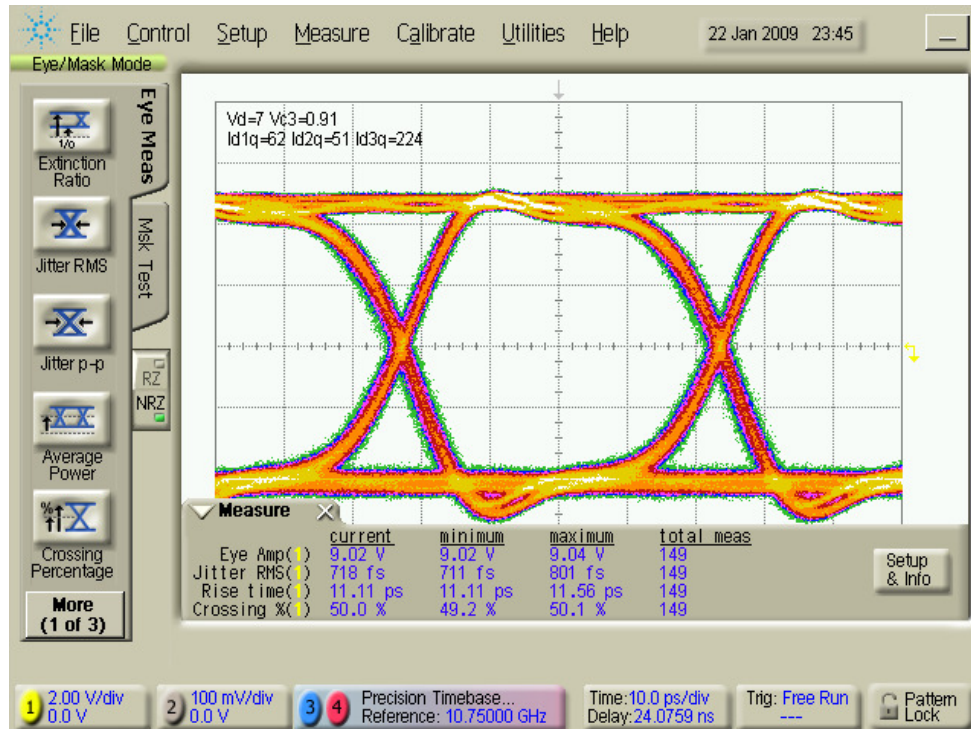 File Control Setup Measure Calibrate Utilities Help 22 Jan 2009 23:45
Eye/Mask Mode
Eye Meas
Msk Test
1/0
Extinction
Ratio
Jitter RMS
Jitter p-p
RZ
NRZ
Average
Power
%
Crossing
Percentage
More
(1 of 3)
Vd=7 Vc3=0.91
Id1q=62 Id2q=51 Id3q=224
Measure
current minimum maximum total meas
Eye Amp(1) 9.02 V 9.02 V 9.04 V 149
Jitter RMS(1) 718 fs 711 fs 801 fs 149
Rise time(1) 11.11 ps 11.11 ps 11.56 ps 149
Crossing %(1) 50.0 % 49.2 % 50.1 % 149
Setup
& Info
1 2.00 V/div
0.0 V
2 100 mV/div
0.0 V
3 4 Precision Timebase...
Reference: 10.75000 GHz
Time:10.0 ps/div
Delay:24.0759 ns
Trig: Free Run
---
Pattern
Lock